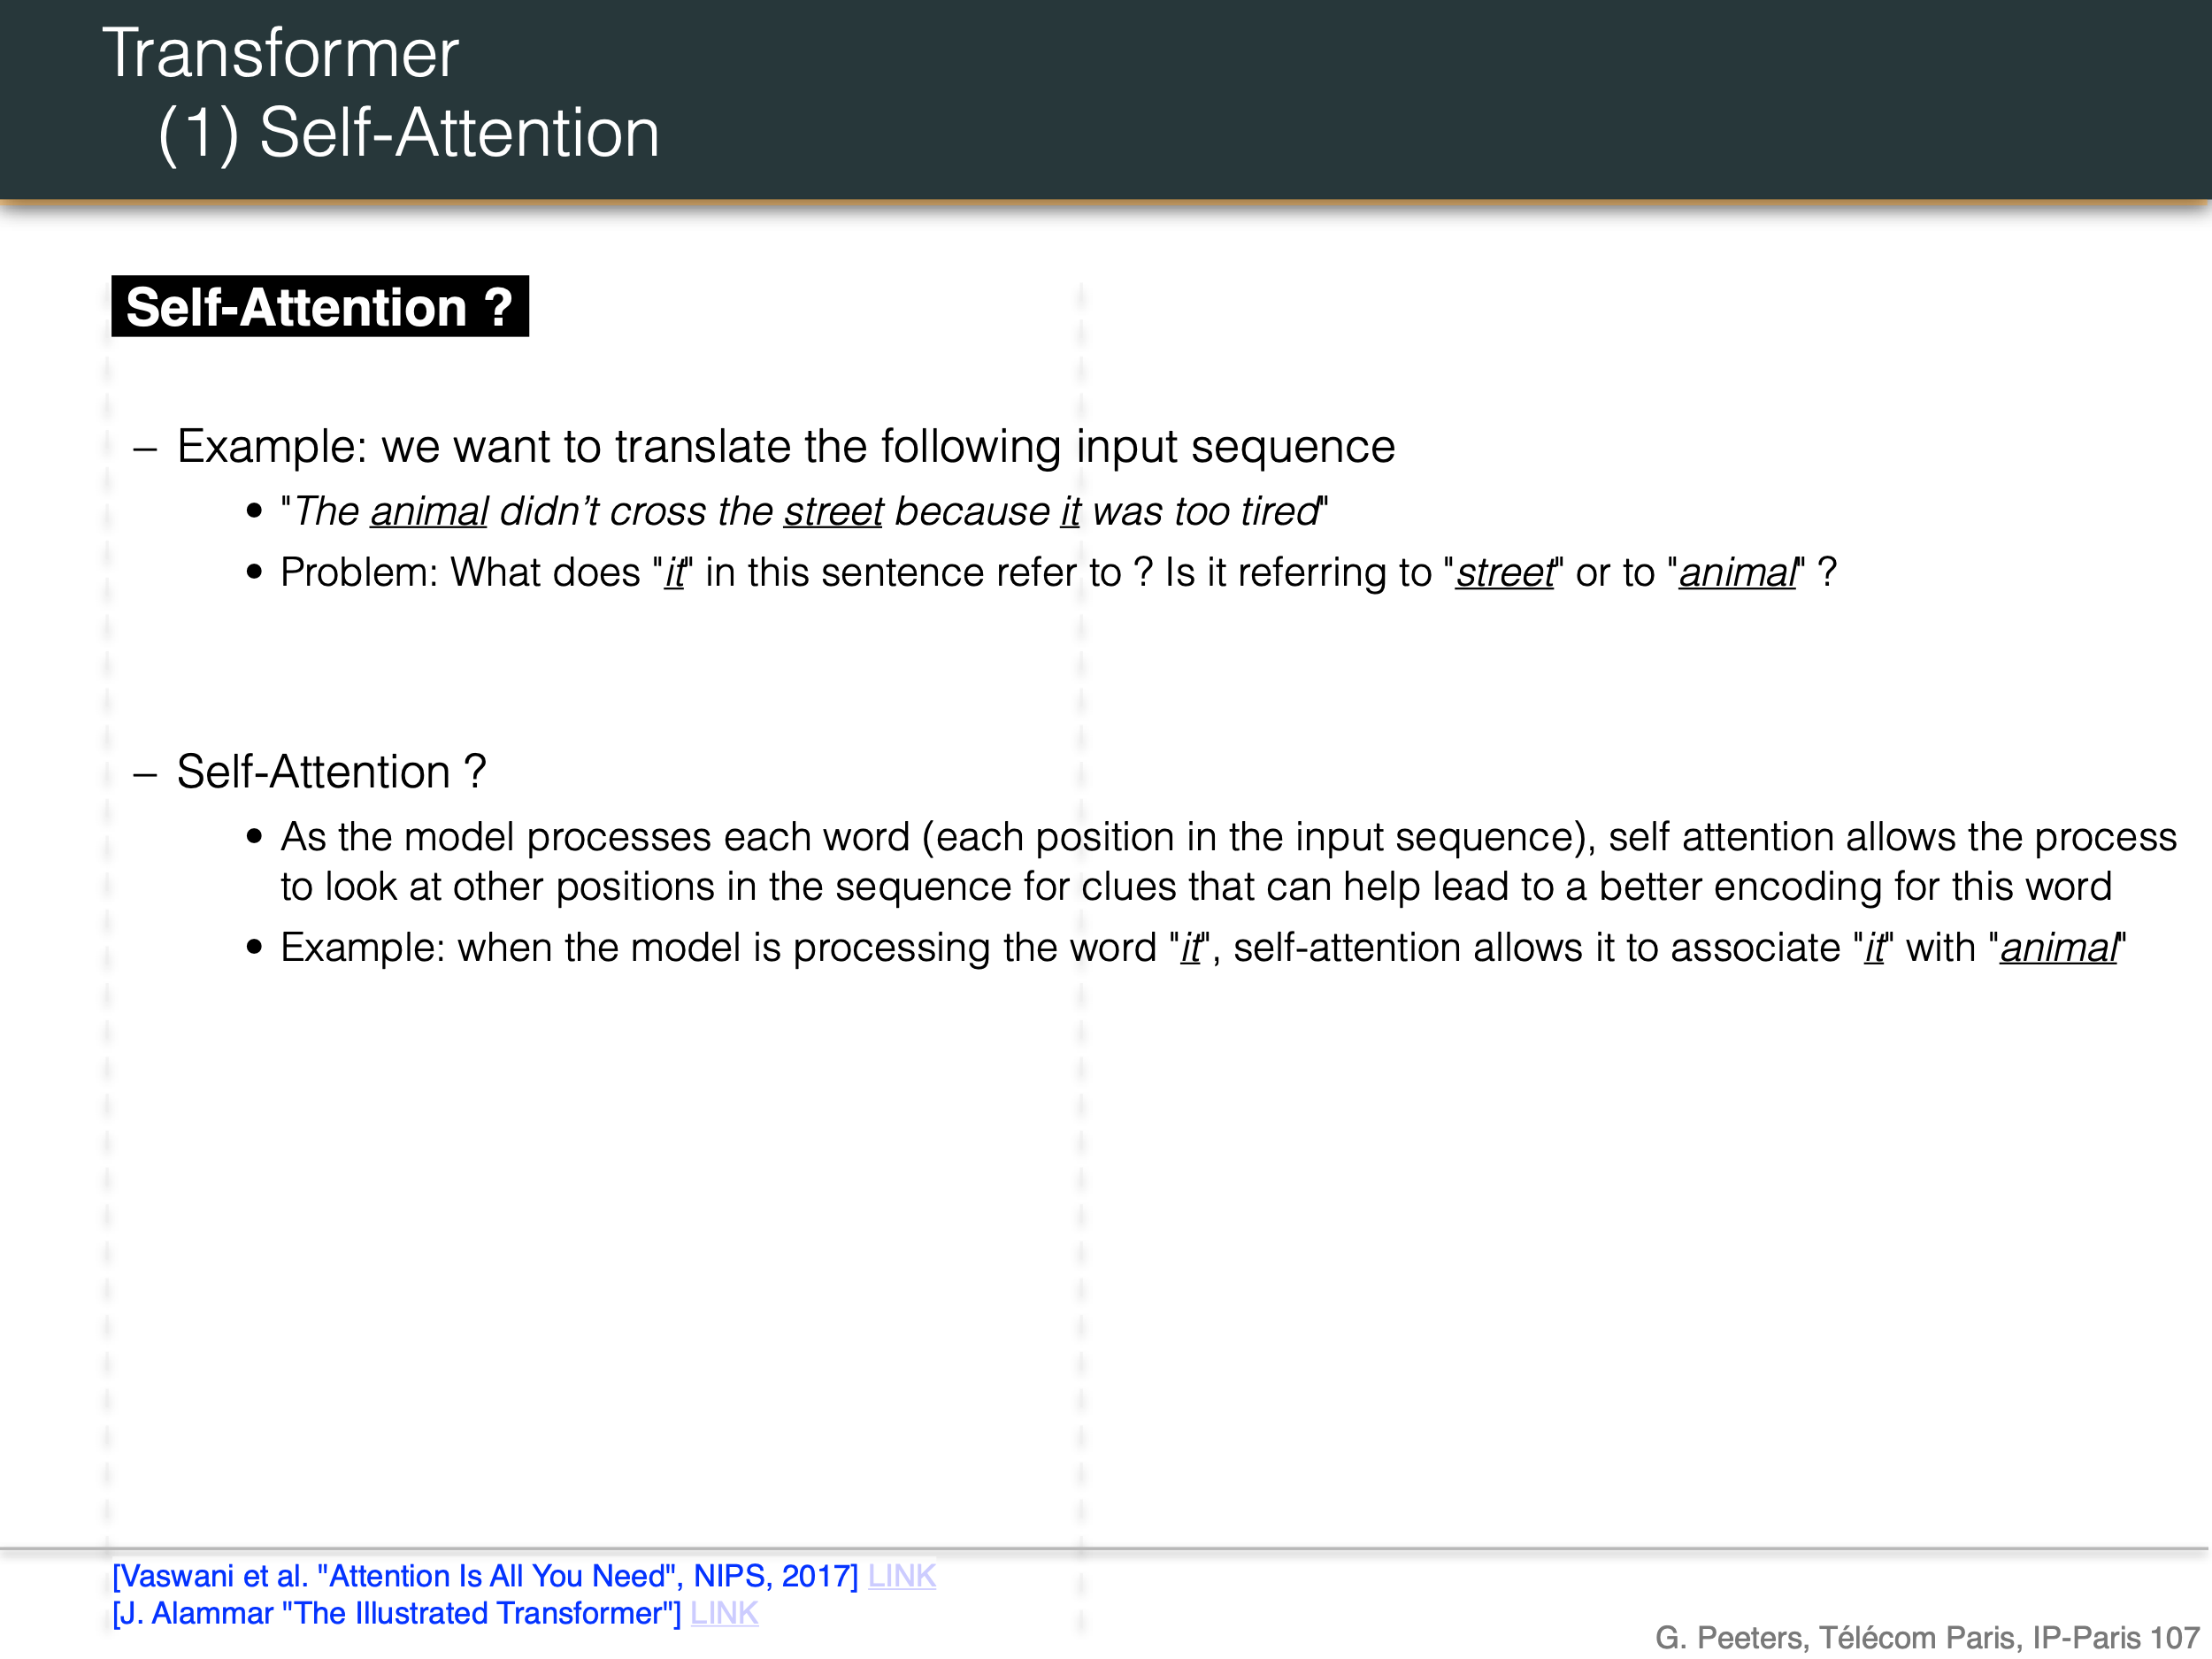 Transformer
(1) Self-Attention
Self-Attention ?
– Example: we want to translate the following input sequence
• "The animal didn’t cross the street because it was too tired"
• Problem: What does "it" in this sentence refer to ? Is it referring to "street" or to "animal" ?
– Self-Attention ?
• As the model processes each word (each position in the input sequence), self attention allows the process
to look at other positions in the sequence for clues that can help lead to a better encoding for this word
• Example: when the model is processing the word "it", self-attention allows it to associate "it" with "animal"
[Vaswani et al. "Attention Is All You Need", NIPS, 2017] LINK
[J. Alammar "The Illustrated Transformer"] LINK
G. Peeters, Télécom Paris, IP-Paris 107